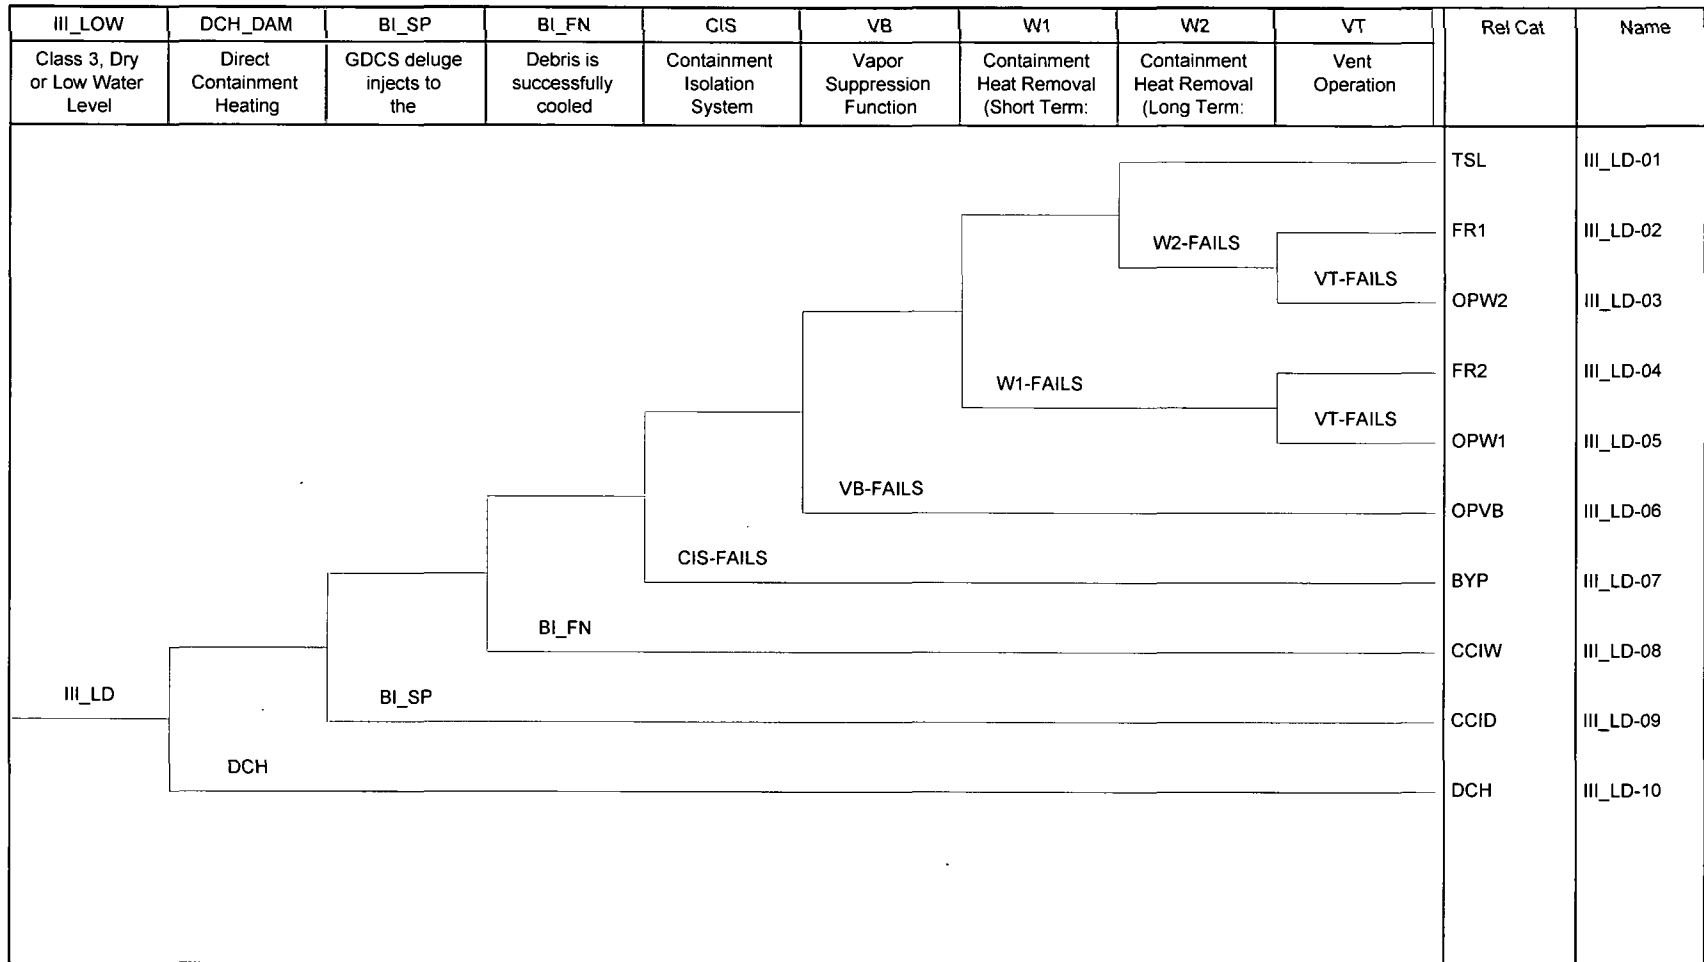 III_LOW DCH_DAM BI_SP BI_FN CIS VB W1 W2 VT Rel Cat Name
Class 3, Dry or Low Water Level
Direct Containment Heating
GDCS deluge injects to the
Debris is successfully cooled
Containment Isolation System
Vapor Suppression Function
Containment Heat Removal (Short Term:
Containment Heat Removal (Long Term:
Vent Operation
TSL III_LD-01
FR1 III_LD-02
W2-FAILS
VT-FAILS
OPW2 III_LD-03
FR2 III_LD-04
W1-FAILS
VT-FAILS
OPW1 III_LD-05
VB-FAILS
OPVB III_LD-06
CIS-FAILS
BYP III_LD-07
BI_FN
CCIW III_LD-08
III_LD
BI_SP
CCID III_LD-09
DCH
DCH III_LD-10